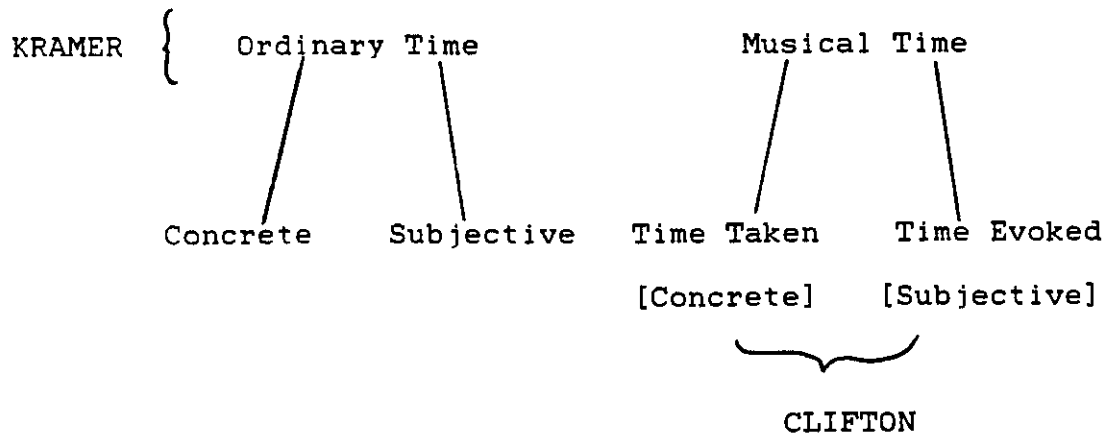 KRAMER { Ordinary Time Musical Time
Concrete Subjective Time Taken Time Evoked
[Concrete] [Subjective]
CLIFTON